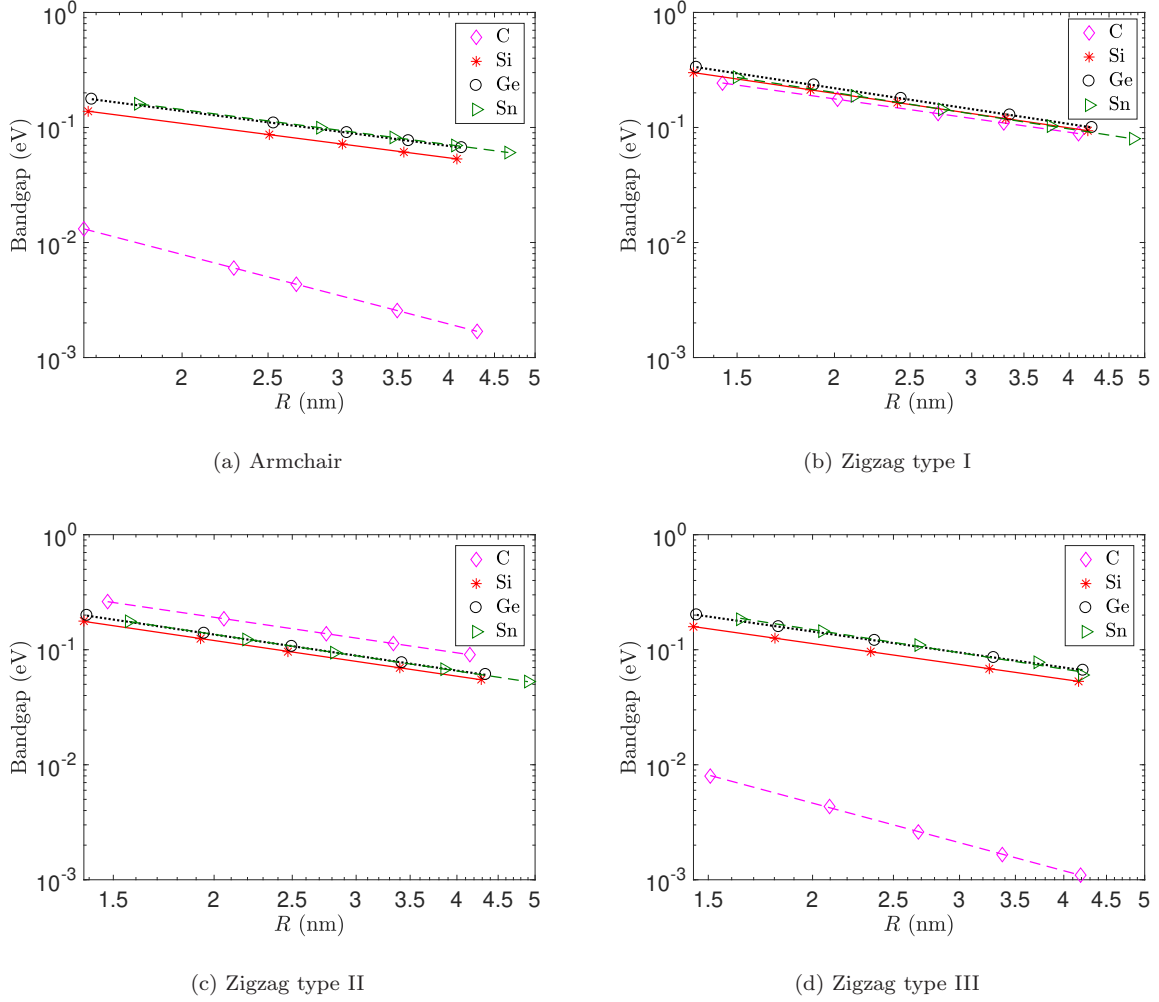 10^0
10^-1
10^-2
10^-3
Bandgap (eV)
2 2.5 3 3.5 4 4.5 5
R (nm)
C
Si
Ge
Sn
(a) Armchair
10^0
10^-1
10^-2
10^-3
Bandgap (eV)
1.5 2 2.5 3 3.5 4 4.5 5
R (nm)
C
Si
Ge
Sn
(b) Zigzag type I
10^0
10^-1
10^-2
10^-3
Bandgap (eV)
1.5 2 2.5 3 3.5 4 4.5 5
R (nm)
C
Si
Ge
Sn
(c) Zigzag type II
10^0
10^-1
10^-2
10^-3
Bandgap (eV)
1.5 2 2.5 3 3.5 4 4.5 5
R (nm)
C
Si
Ge
Sn
(d) Zigzag type III